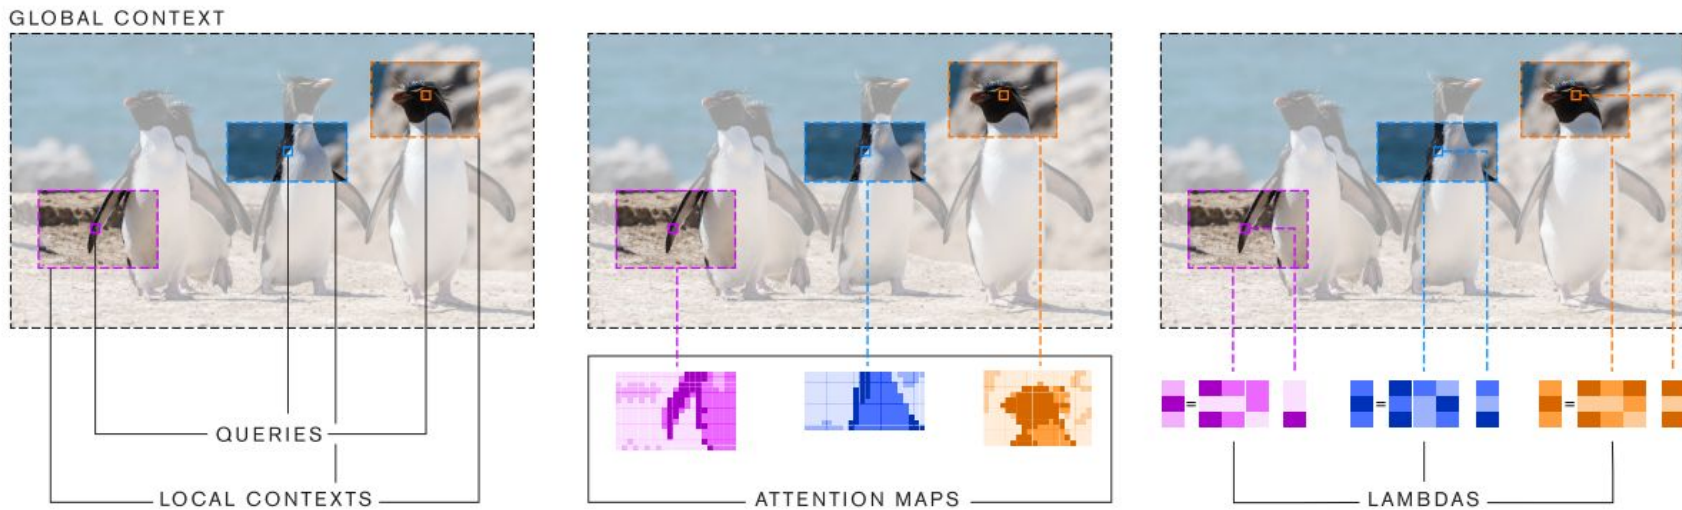 GLOBAL CONTEXT
=
=
=
QUERIES
LOCAL CONTEXTS
ATTENTION MAPS
LAMBDAS